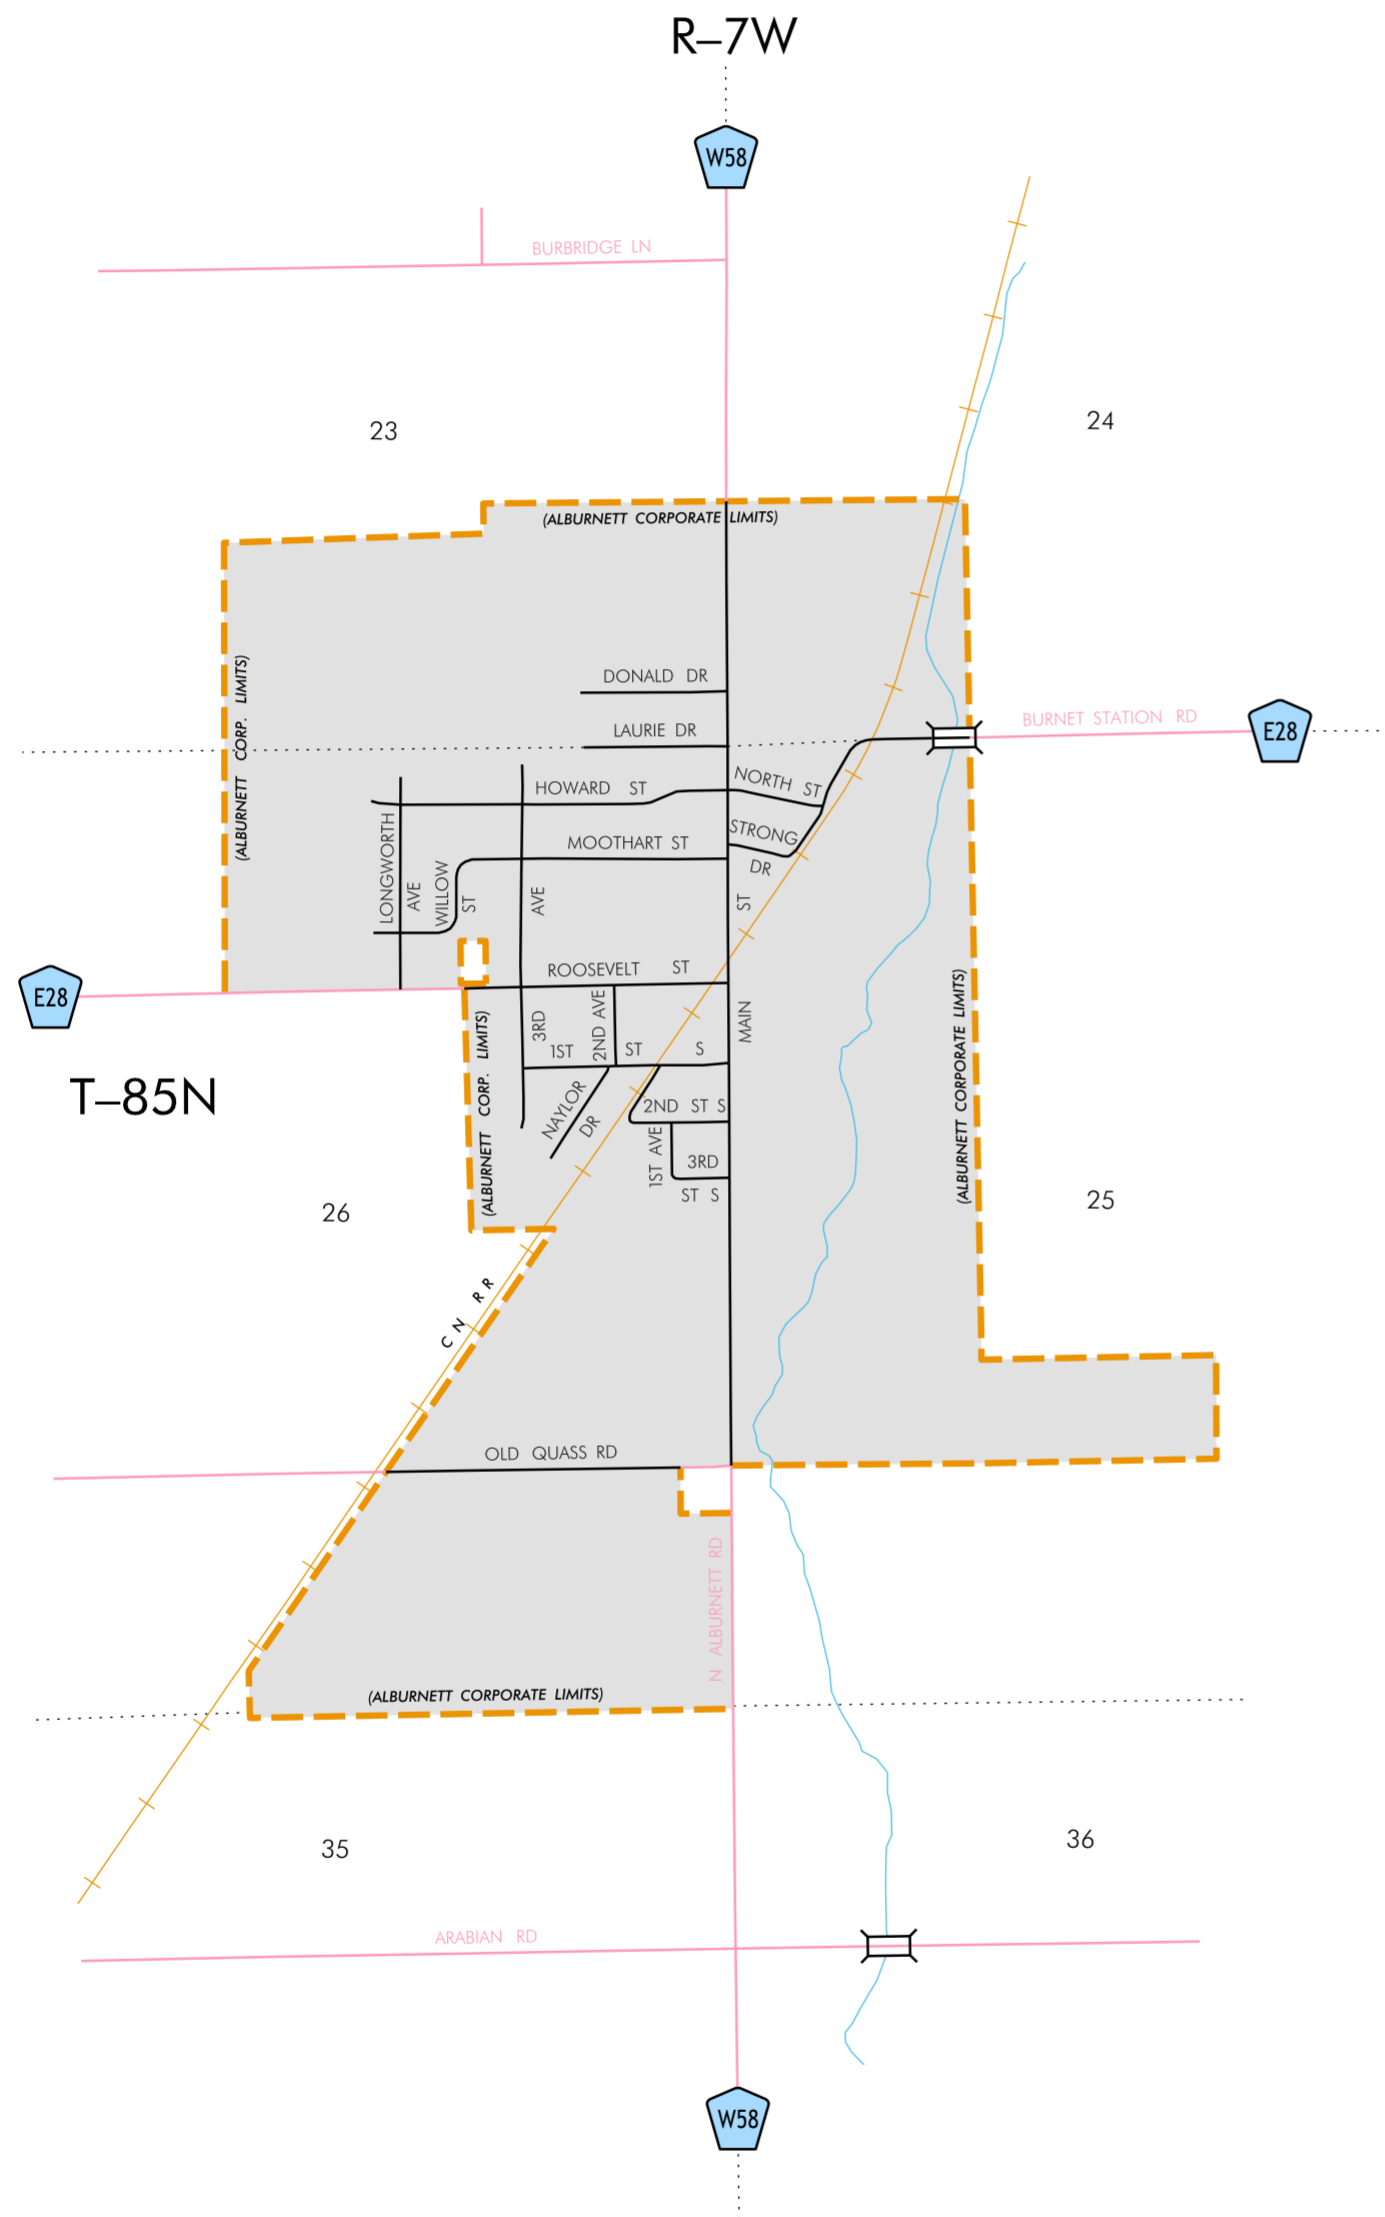 R–7W
W58
BURBRIDGE LN
23
24
(ALBURNETT CORPORATE LIMITS)
(ALBURNETT CORP. LIMITS)
DONALD DR
BURNET STATION RD
E28
LAURIE DR
HOWARD ST
NORTH ST
STRONG DR
MOOTHART ST
LONGWORTH AVE
WILLOW ST
3RD AVE
MAIN ST
ROOSEVELT ST
E28
2ND AVE
(ALBURNETT CORP. LIMITS)
(ALBURNETT CORPORATE LIMITS)
1ST ST S
T–85N
NAYLOR DR
2ND ST S
1ST AVE
3RD ST S
26
25
CN RR
OLD QUASS RD
N ALBURNETT RD
(ALBURNETT CORPORATE LIMITS)
35
36
ARABIAN RD
W58